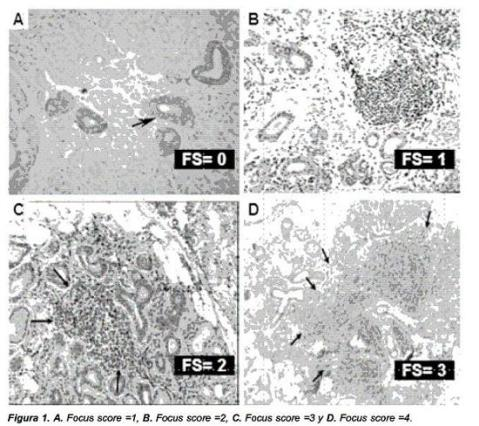 A
FS= 0
B
FS= 1
C
FS= 2
D
FS= 3
Figura 1. A. Focus score =1, B. Focus score =2, C. Focus score =3 y D. Focus score =4.